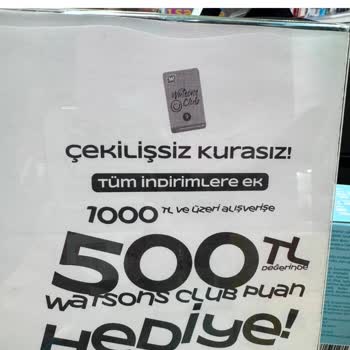 Watsons
Club
çekilişsiz kurasız!
Tüm indirimlere ek
1000 TL ve üzeri alışverişe
500 TL
değerinde
Watsons Club puan
Hediye!